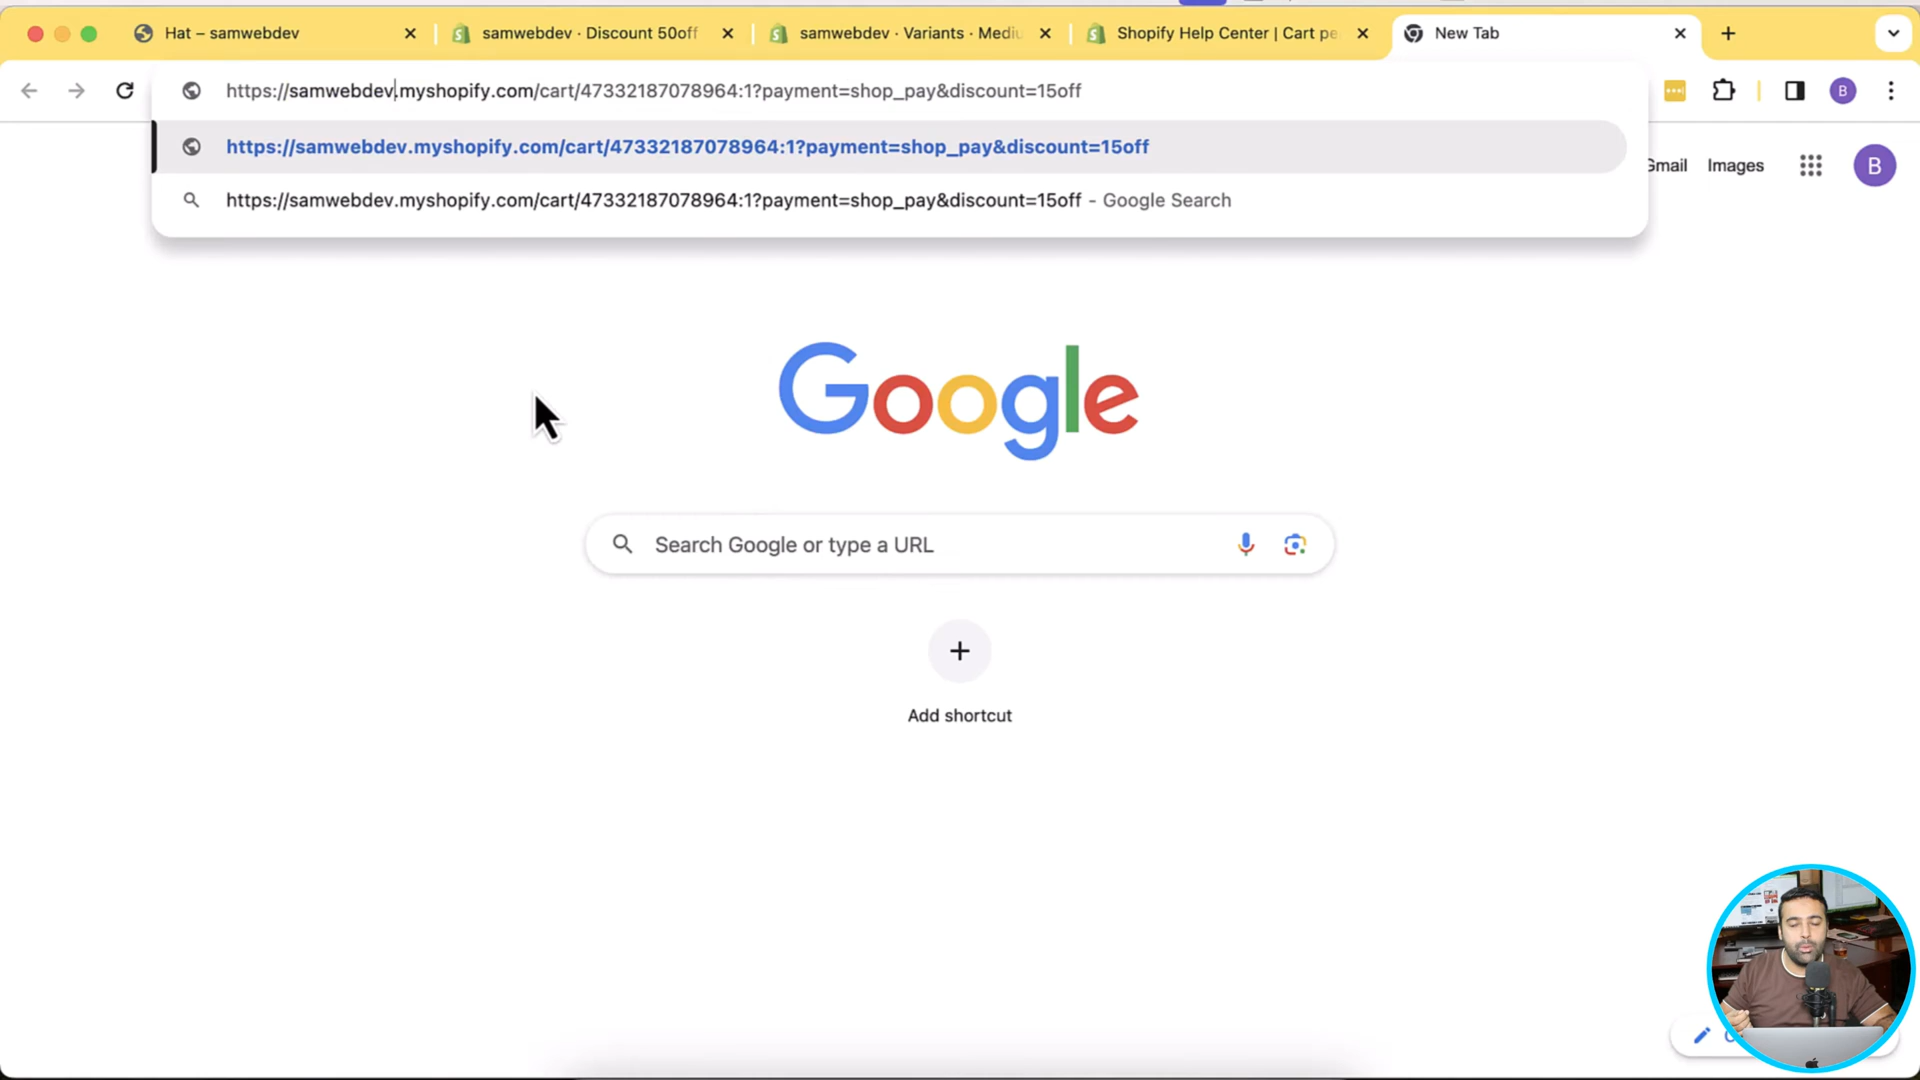 Hat – samwebdev
samwebdev · Discount 50off
samwebdev · Variants · Mediu
Shopify Help Center | Cart pe
New Tab
https://samwebdev.myshopify.com/cart/47332187078964:1?payment=shop_pay&discount=15off
B
https://samwebdev.myshopify.com/cart/47332187078964:1?payment=shop_pay&discount=15off
Gmail
Images
B
https://samwebdev.myshopify.com/cart/47332187078964:1?payment=shop_pay&discount=15off - Google Search
Google
Search Google or type a URL
Add shortcut